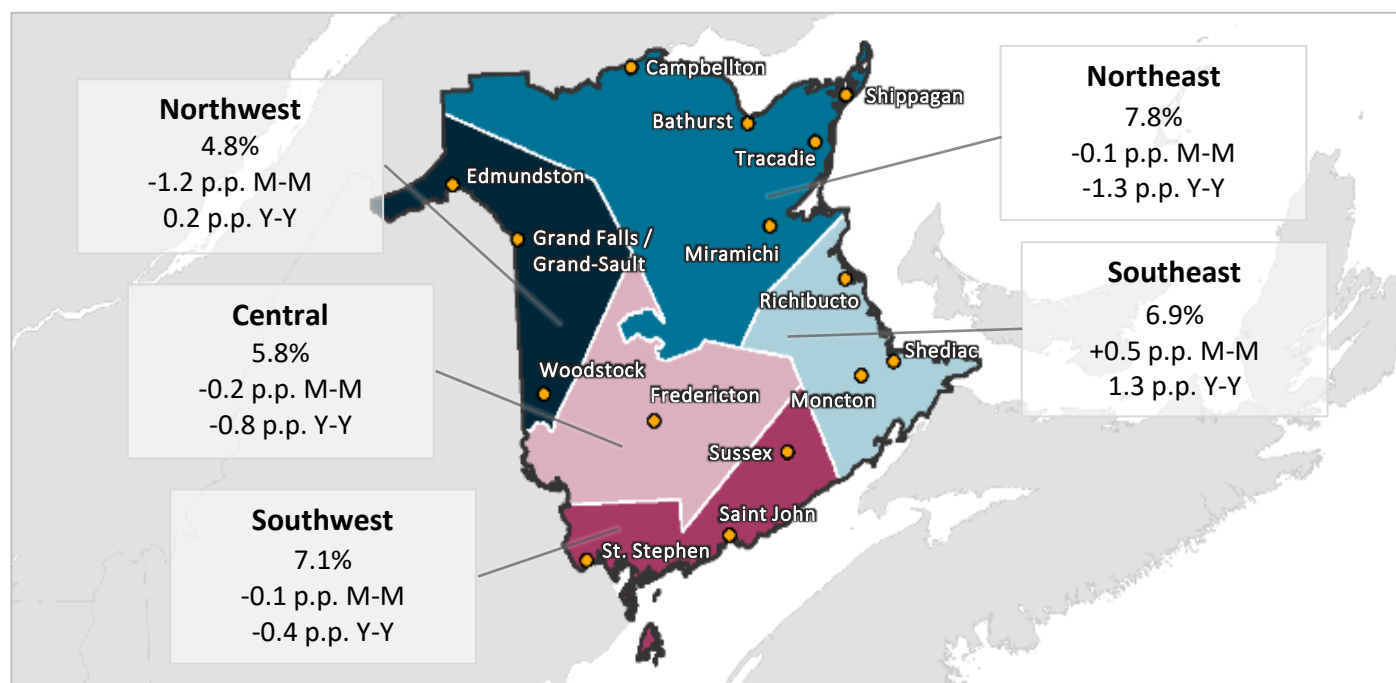 Northwest
4.8%
-1.2 p.p. M-M
0.2 p.p. Y-Y
Central
5.8%
-0.2 p.p. M-M
-0.8 p.p. Y-Y
Southwest
7.1%
-0.1 p.p. M-M
-0.4 p.p. Y-Y
Northeast
7.8%
-0.1 p.p. M-M
-1.3 p.p. Y-Y
Southeast
6.9%
+0.5 p.p. M-M
1.3 p.p. Y-Y
Campbellton
Shippagan
Bathurst
Tracadie
Edmundston
Grand Falls /
Grand-Sault
Miramichi
Richibucto
Shediac
Woodstock
Fredericton
Moncton
Sussex
Saint John
St. Stephen